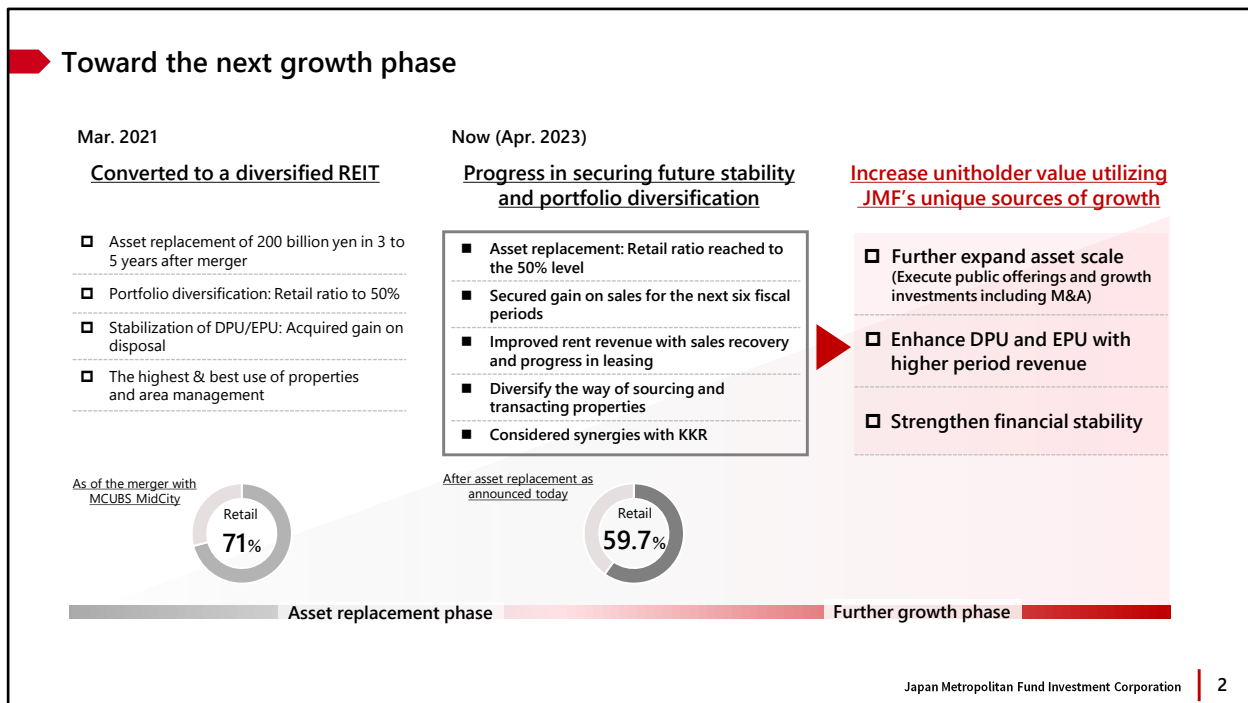 Toward the next growth phase
Mar. 2021
Converted to a diversified REIT
Asset replacement of 200 billion yen in 3 to
5 years after merger
Portfolio diversification: Retail ratio to 50%
Stabilization of DPU/EPU: Acquired gain on
disposal
The highest & best use of properties
and area management
As of the merger with
MCUBS MidCity
Retail
71%
Now (Apr. 2023)
Progress in securing future stability
and portfolio diversification
Asset replacement: Retail ratio reached to
the 50% level
Secured gain on sales for the next six fiscal
periods
Improved rent revenue with sales recovery
and progress in leasing
Diversify the way of sourcing and
transacting properties
Considered synergies with KKR
After asset replacement as
announced today
Retail
59.7%
Increase unitholder value utilizing
JMF's unique sources of growth
Further expand asset scale
(Execute public offerings and growth
investments including M&A)
Enhance DPU and EPU with
higher period revenue
Strengthen financial stability
Asset replacement phase
Further growth phase
Japan Metropolitan Fund Investment Corporation
2